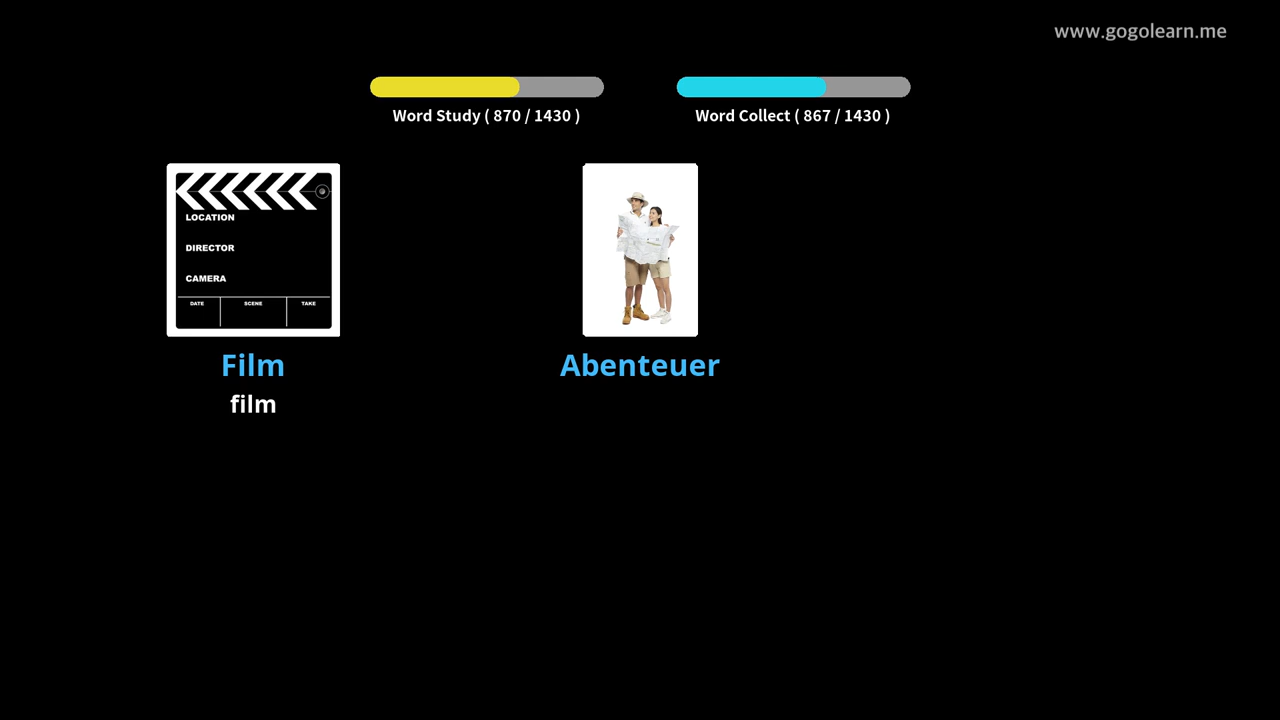 www.gogolearn.me
Word Study ( 870 / 1430 )
Word Collect ( 867 / 1430 )
LOCATION
DIRECTOR
CAMERA
DATE SCENE TAKE
Film
film
Abenteuer